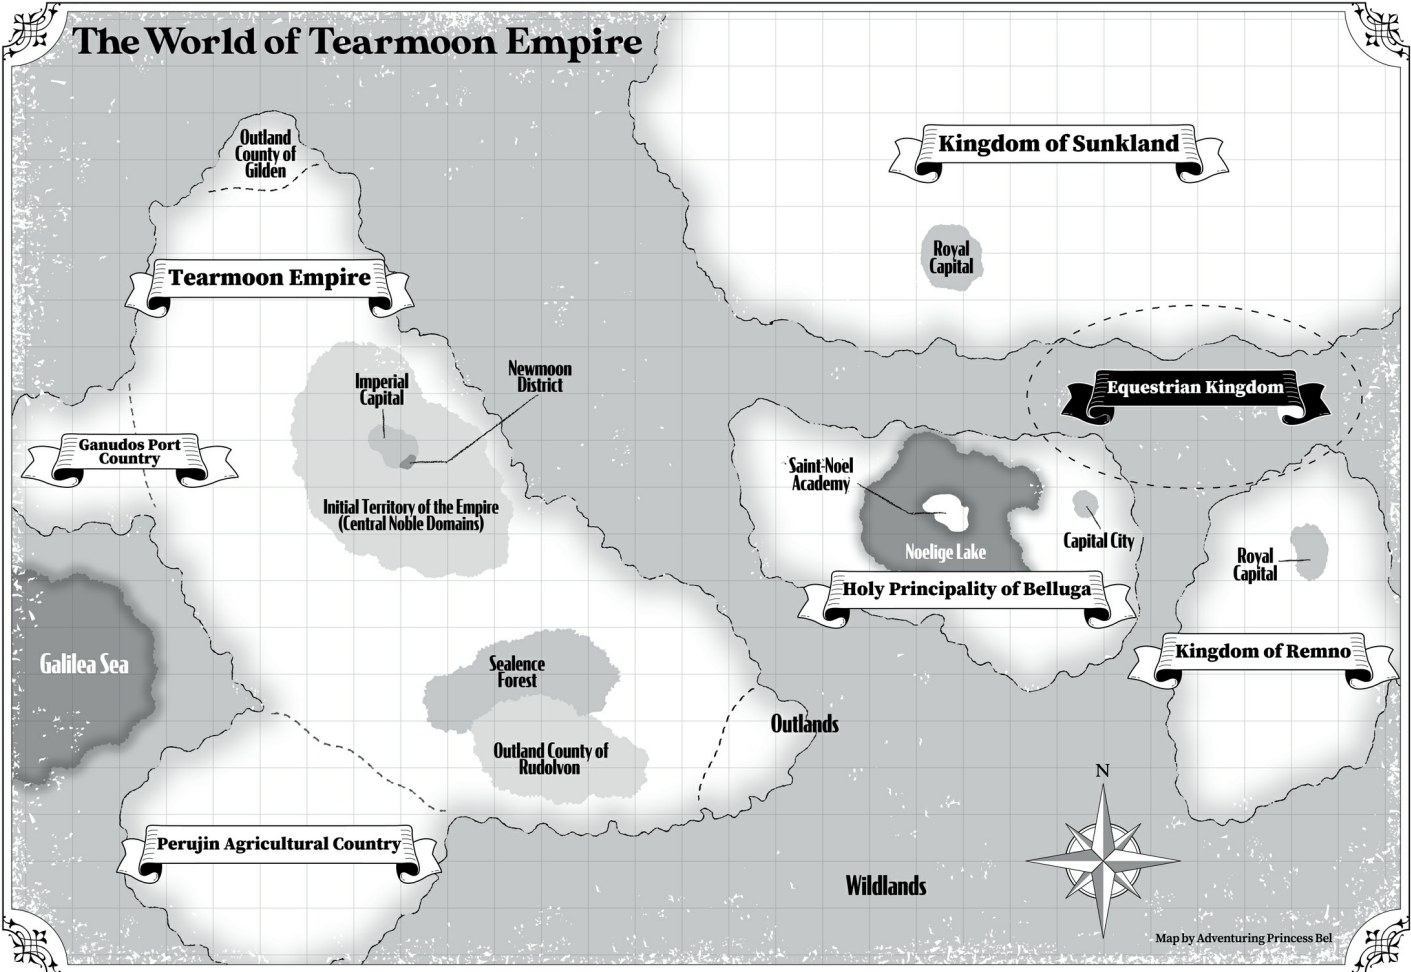 The World of Tearmoon Empire
Outland
County of
Gilden
Kingdom of Sunkland
Royal
Capital
Tearmoon Empire
Newmoon
District
Imperial
Capital
Equestrian Kingdom
Ganudos Port
Country
Initial Territory of the Empire
(Central Noble Domains)
Saint-Noel
Academy
Noelige Lake
Capital City
Holy Principality of Belluga
Royal
Capital
Kingdom of Remno
Galilea Sea
Sealence
Forest
Outland County of
Rudolvon
Outlands
Perujin Agricultural Country
Wildlands
N
Map by Adventuring Princess Bel